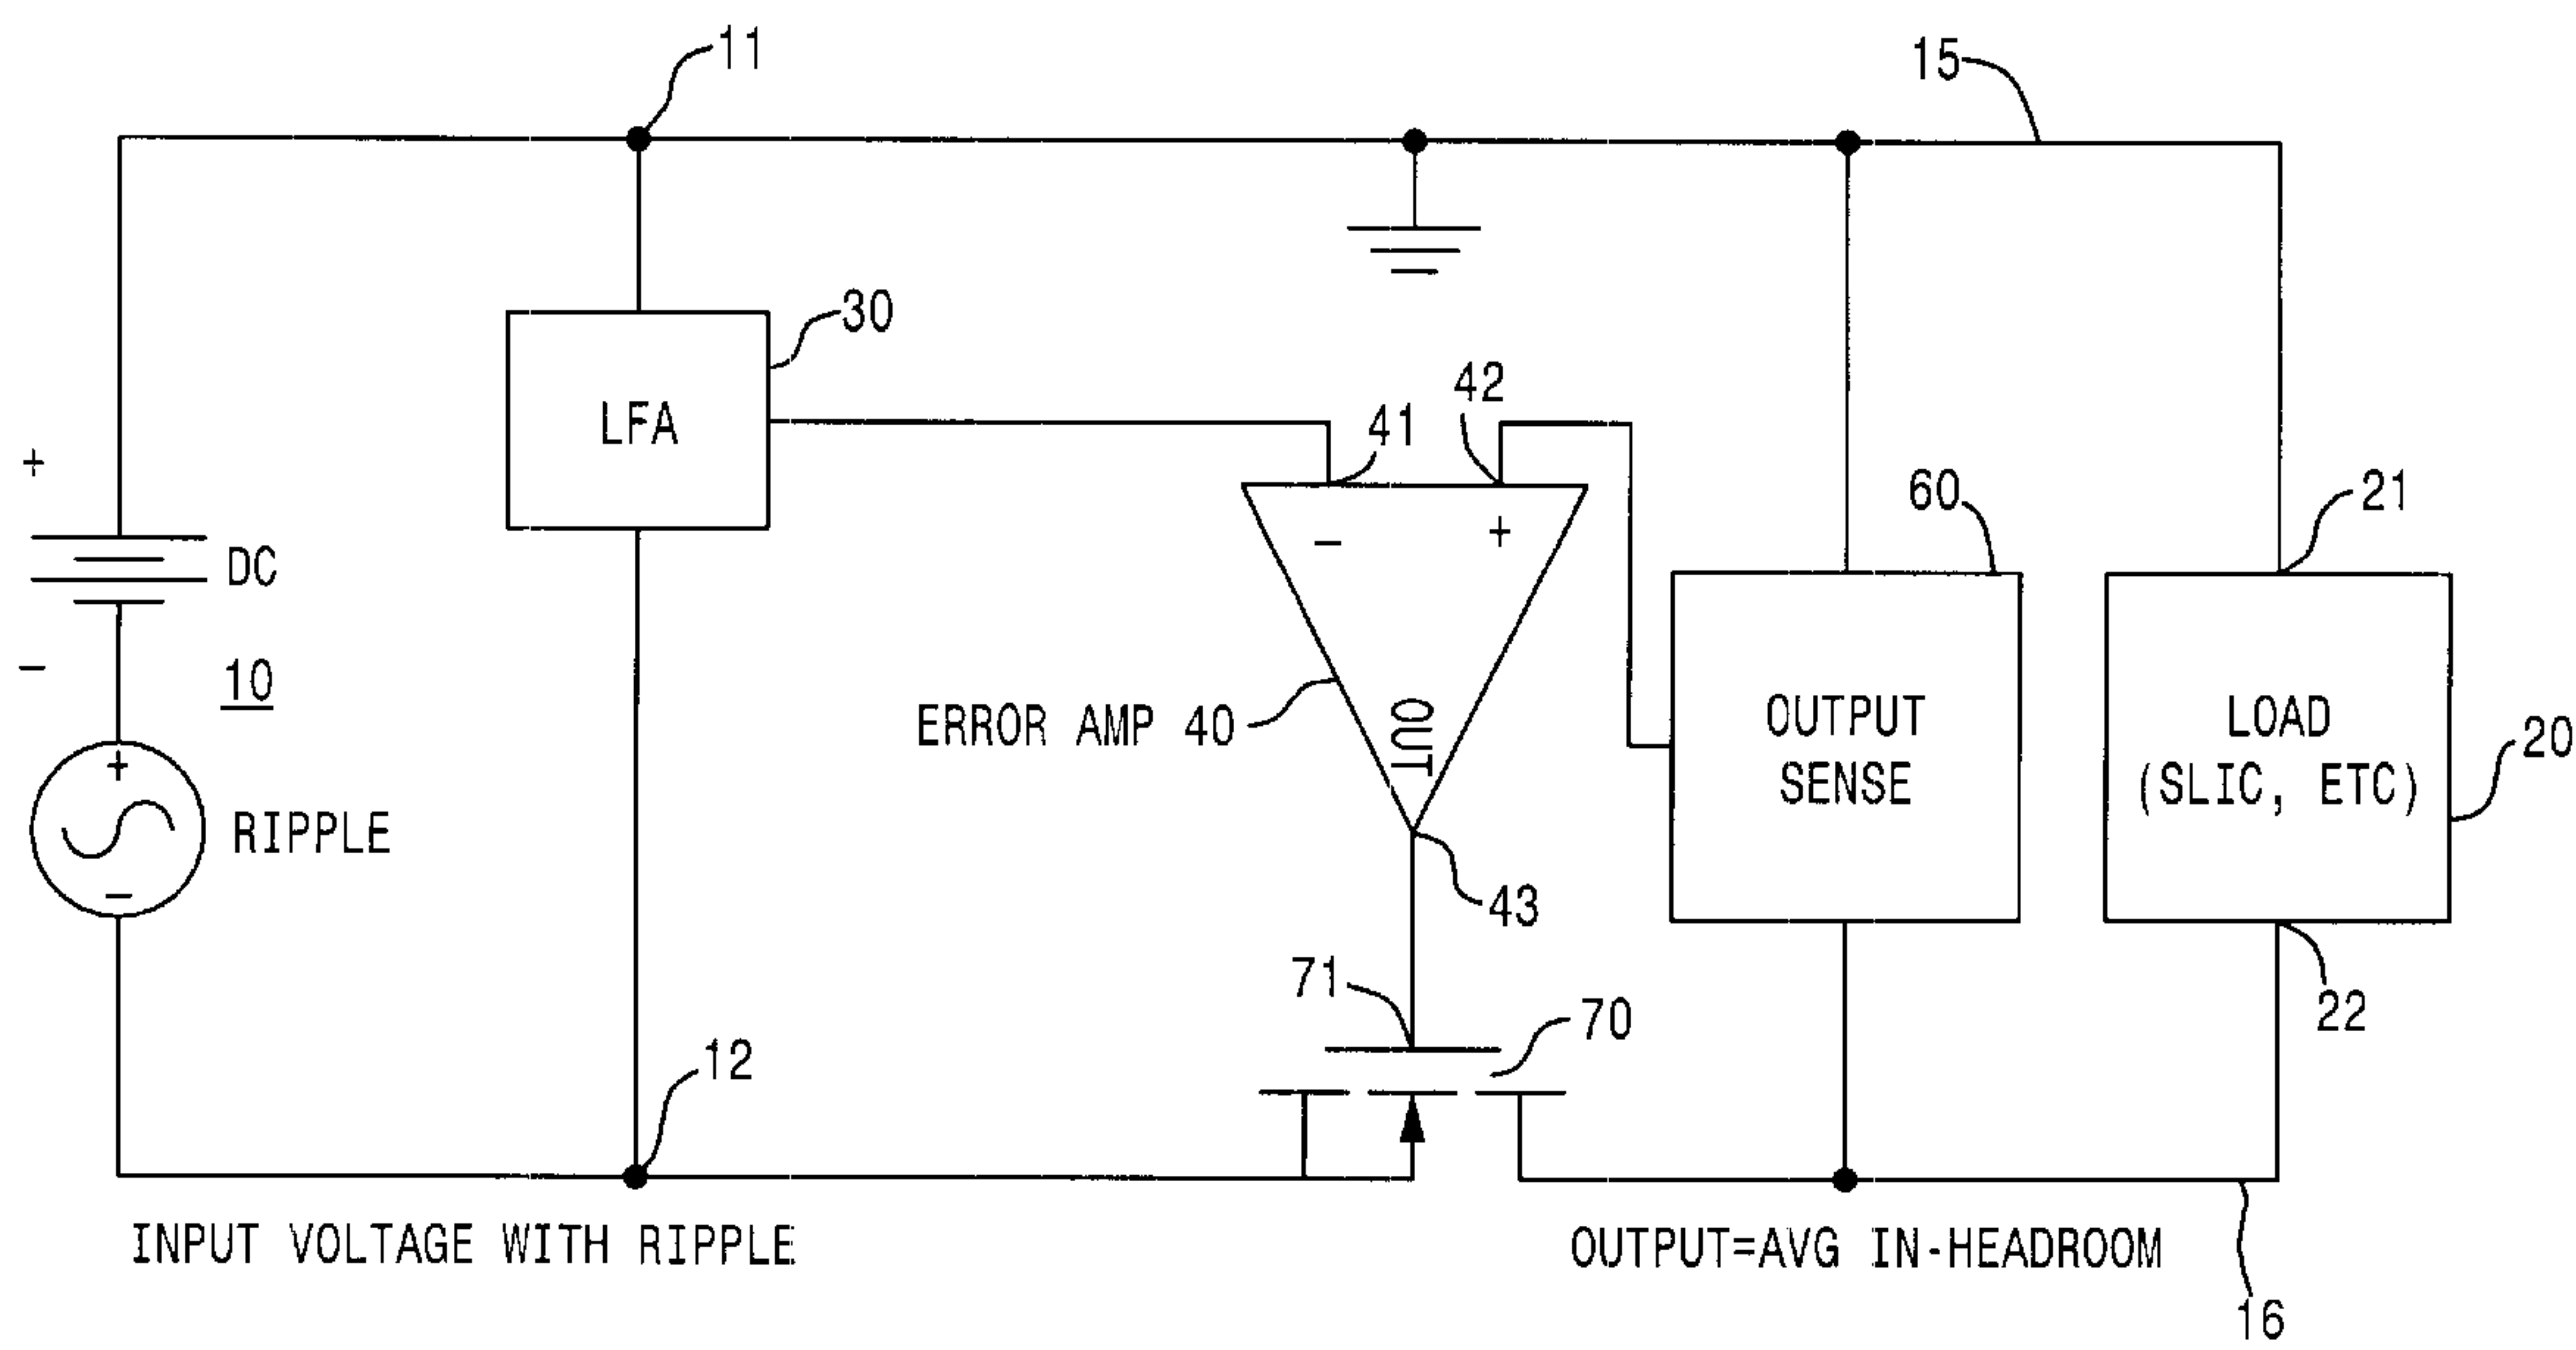 11
15
30
LFA
41
42
+
DC
−
10
+
RIPPLE
−
−
+
60
21
ERROR AMP 40
OUT
OUTPUT
SENSE
LOAD
(SLIC, ETC)
20
43
71
70
22
12
INPUT VOLTAGE WITH RIPPLE
OUTPUT=AVG IN-HEADROOM
16